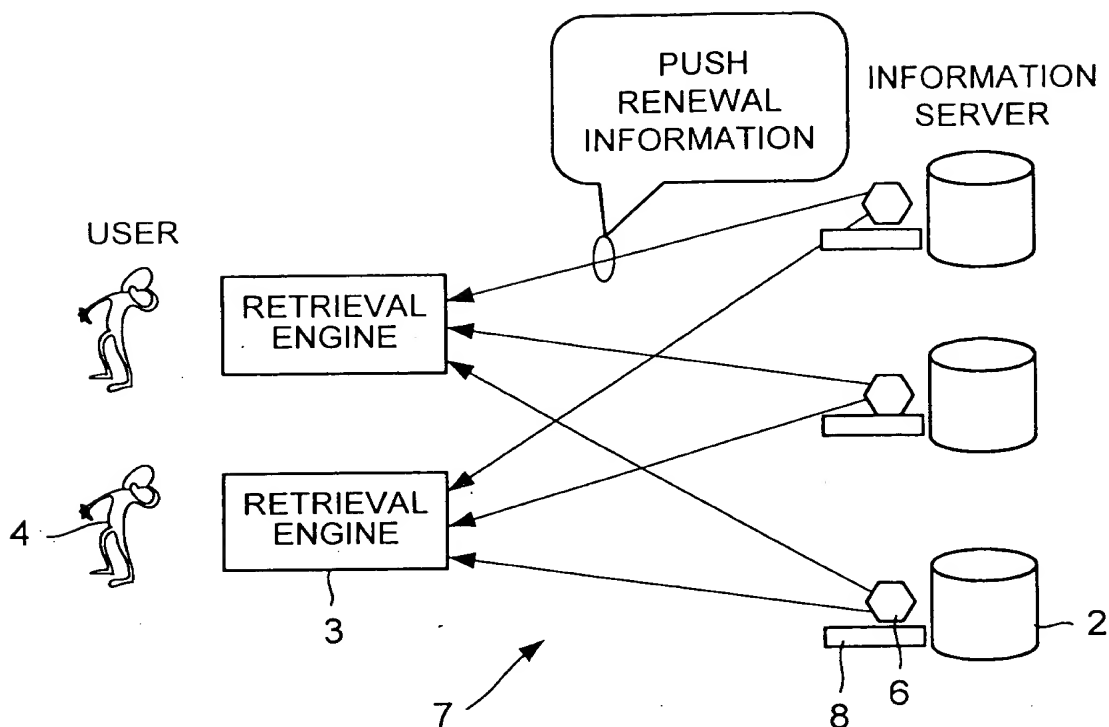 PUSH
RENEWAL
INFORMATION
INFORMATION
SERVER
USER
RETRIEVAL
ENGINE
RETRIEVAL
ENGINE
4
3
7
8
6
2